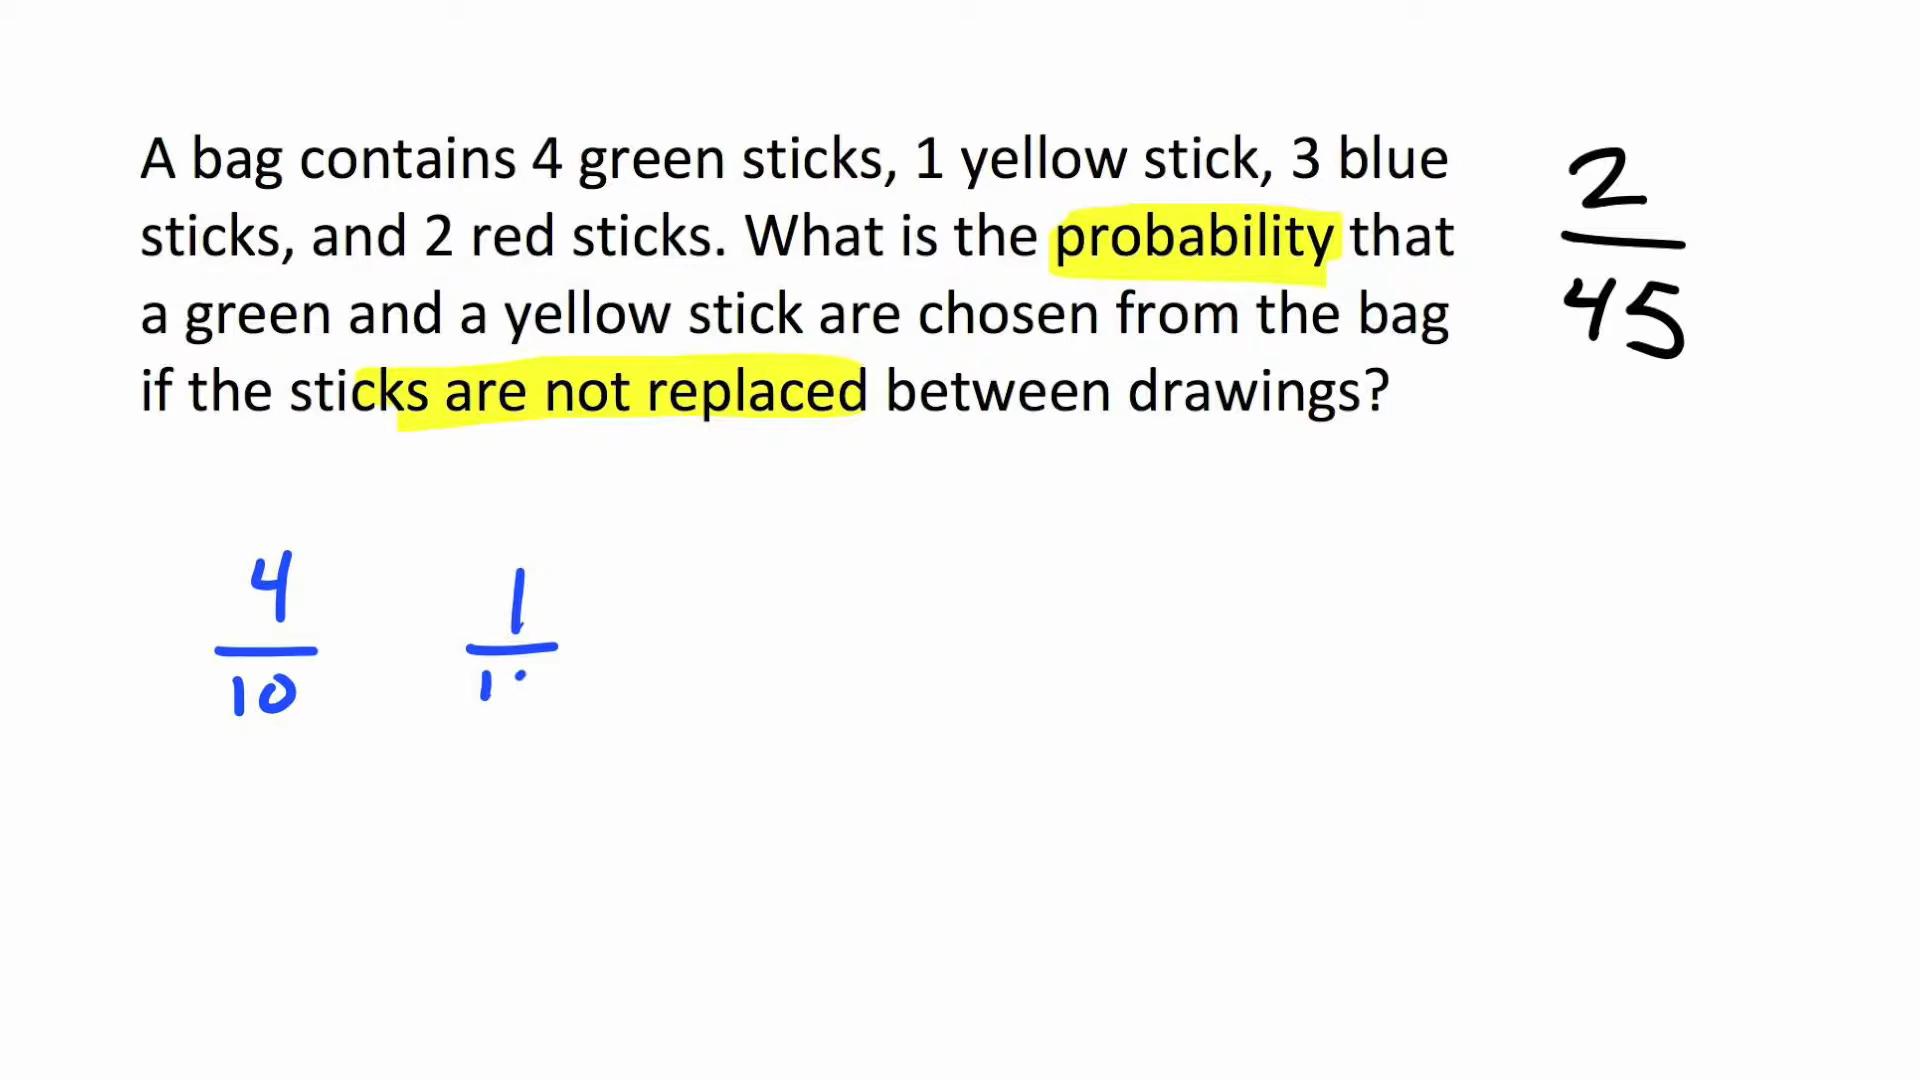 A bag contains 4 green sticks, 1 yellow stick, 3 blue
sticks, and 2 red sticks. What is the probability that
a green and a yellow stick are chosen from the bag
if the sticks are not replaced between drawings?
2
45
4
10
1
1